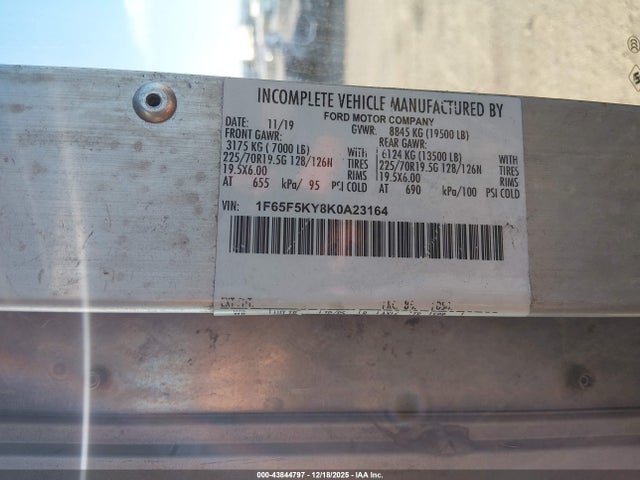 INCOMPLETE VEHICLE MANUFACTURED BY
FORD MOTOR COMPANY
DATE: 11/19 GVWR: 8845 KG (19500 LB)
FRONT GAWR: REAR GAWR:
3175 KG ( 7000 LB) WITH 6124 KG (13500 LB) WITH
225/70R19.5G 128/126N TIRES 225/70R19.5G 128/126N TIRES
19.5X6.00 RIMS 19.5X6.00 RIMS
AT 655 kPa/ 95 PSI COLD AT 690 kPa/100 PSI COLD
VIN: 1F65F5KY8K0A23164
000-43844797 - 12/18/2025 - IAA Inc.